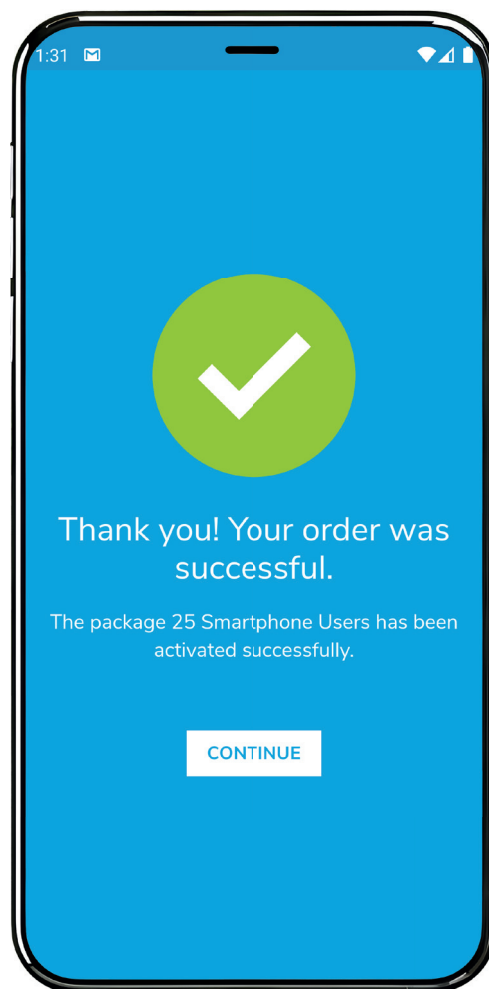 1:31
Thank you! Your order was
successful.
The package 25 Smartphone Users has been
activated successfully.
CONTINUE